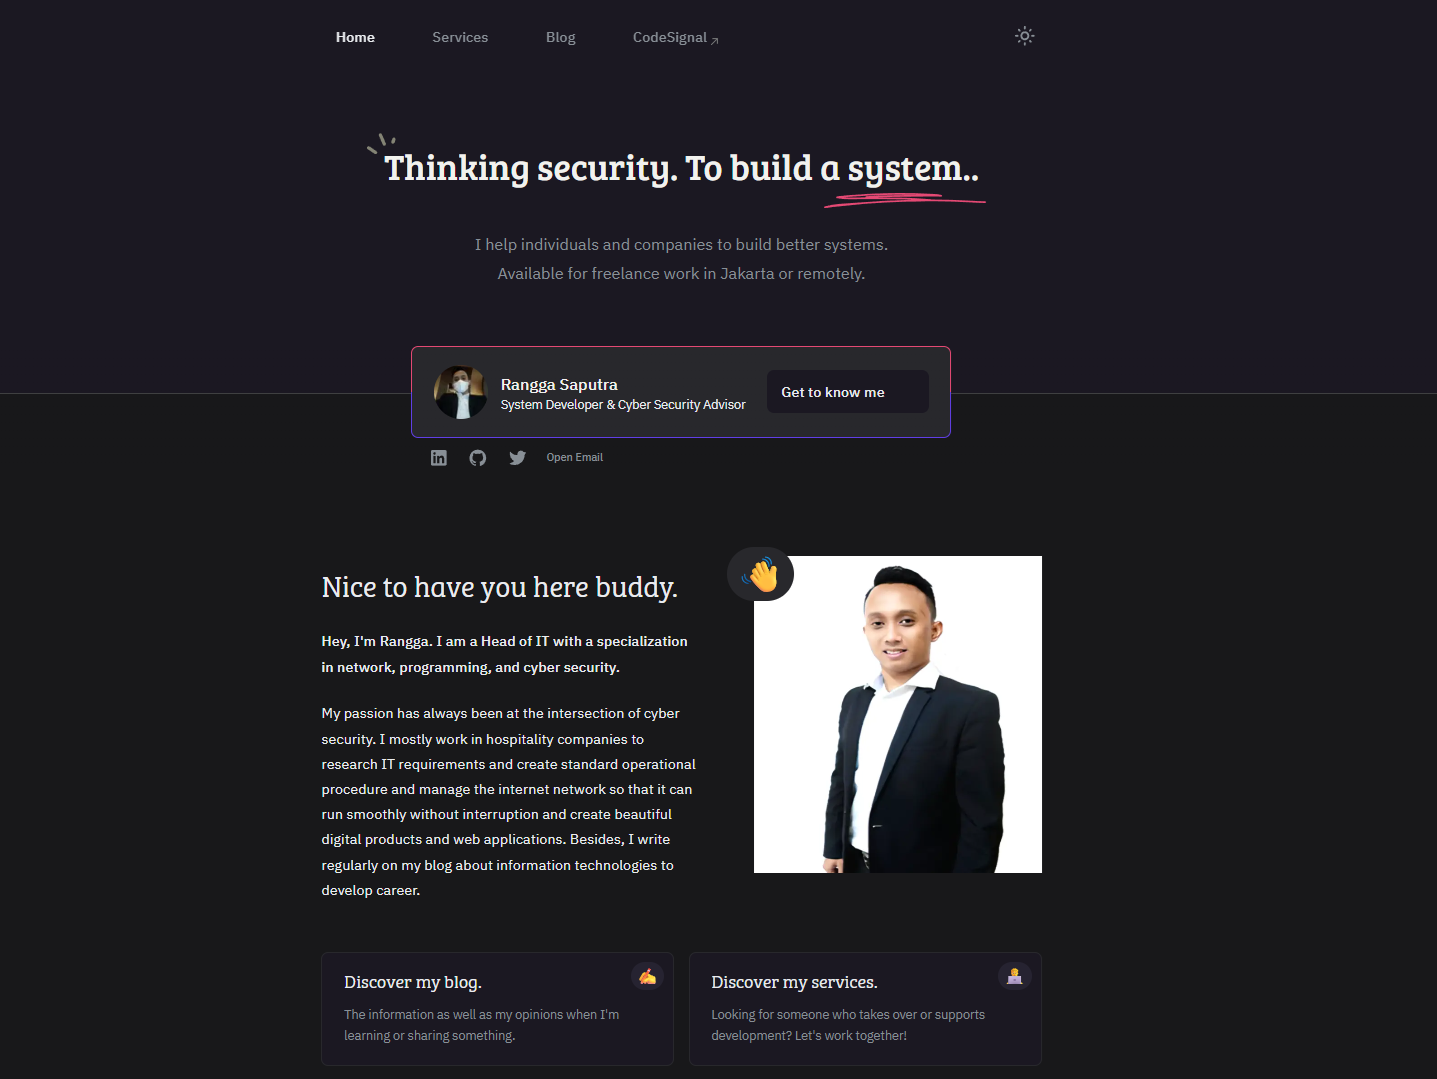 Home Services Blog CodeSignal
Thinking security. To build a system..
I help individuals and companies to build better systems.
Available for freelance work in Jakarta or remotely.
Rangga Saputra
System Developer & Cyber Security Advisor
Get to know me
Open Email
Nice to have you here buddy.
Hey, I'm Rangga. I am a Head of IT with a specialization
in network, programming, and cyber security.
My passion has always been at the intersection of cyber
security. I mostly work in hospitality companies to
research IT requirements and create standard operational
procedure and manage the internet network so that it can
run smoothly without interruption and create beautiful
digital products and web applications. Besides, I write
regularly on my blog about information technologies to
develop career.
Discover my blog.
The information as well as my opinions when I'm
learning or sharing something.
Discover my services.
Looking for someone who takes over or supports
development? Let's work together!